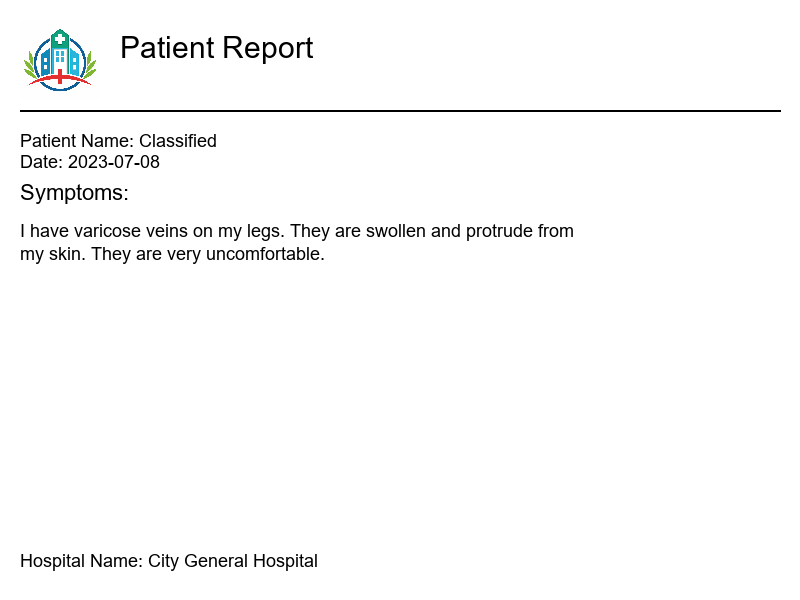 Patient Report
Patient Name: Classified
Date: 2023-07-08
Symptoms:
I have varicose veins on my legs. They are swollen and protrude from
my skin. They are very uncomfortable.
Hospital Name: City General Hospital